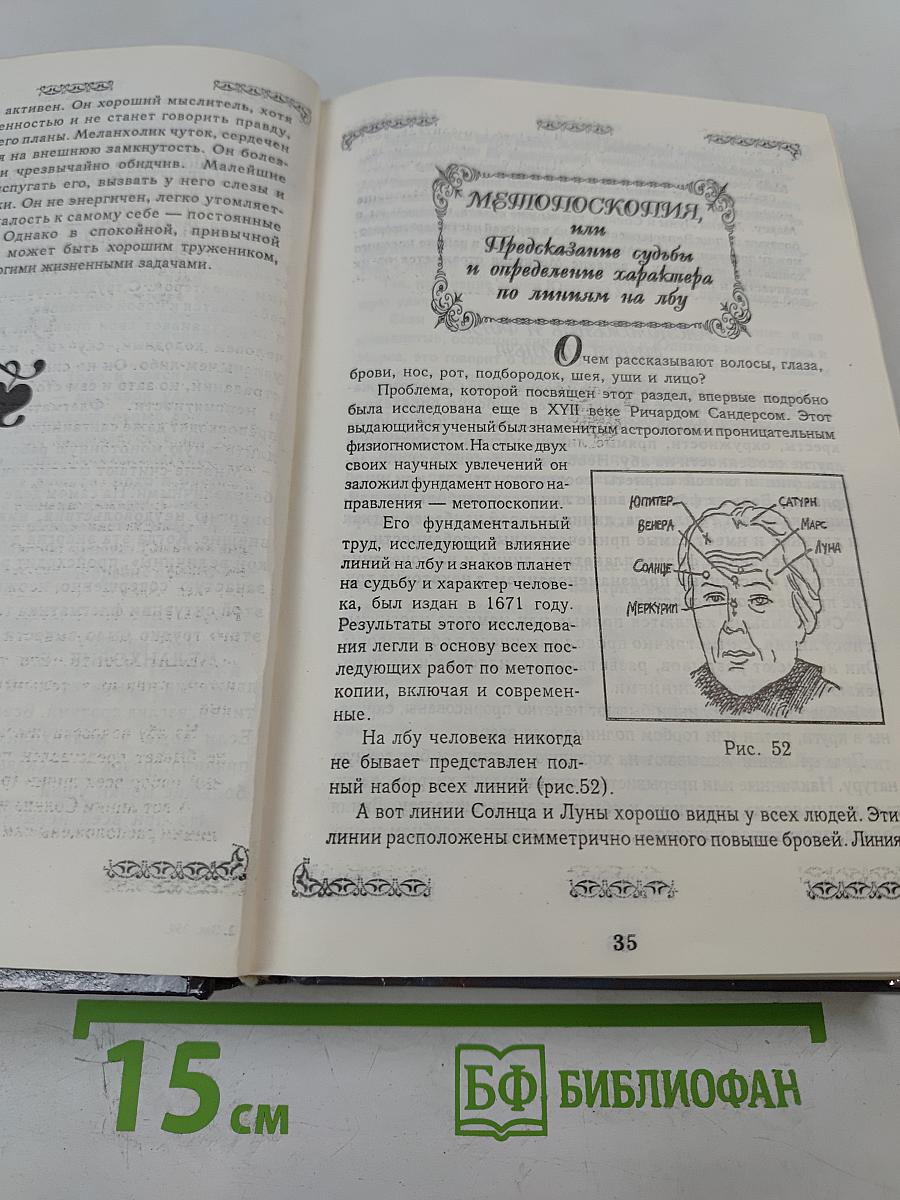 активен. Он хороший мыслитель, хотя
енностью и не станет говорить правду,
его планы. Меланхолик чуток, сердечен
я на внешнюю замкнутость. Он болез-
и чрезвычайно обидчив. Малейшие
испугать его, вызвать у него слезы и
ки. Он не энергичен, легко утомляет-
алость к самому себе — постоянные
Однако в спокойной, привычной
может быть хорошим тружеником,
огими жизненными задачами.
МЕТОПОСКОПИЯ,
или
Предсказание судьбы
и определение характера
по линиям на лбу
О чем рассказывают волосы, глаза,
брови, нос, рот, подбородок, шея, уши и лицо?
Проблема, которой посвящен этот раздел, впервые подробно
была исследована еще в XYII веке Ричардом Сандерсом. Этот
выдающийся ученый был знаменитым астрологом и проницательным
физиогномистом. На стыке двух
своих научных увлечений он
заложил фундамент нового на-
правления — метопоскопии.
Его фундаментальный
труд, исследующий влияние
линий на лбу и знаков планет
на судьбу и характер челове-
ка, был издан в 1671 году.
Результаты этого исследова-
ния легли в основу всех пос-
ледующих работ по метопос-
копии, включая и современ-
ные.
На лбу человека никогда
не бывает представлен пол-
ный набор всех линий (рис.52).
ЮПИТЕР
САТУРН
ВЕНЕРА
МАРС
ЛУНА
СОЛНЦЕ
МЕРКУРИЙ
Рис. 52
А вот линии Солнца и Луны хорошо видны у всех людей. Эти
линии расположены симметрично немного повыше бровей. Линия
35
15 см
БФ БИБЛИОФАН